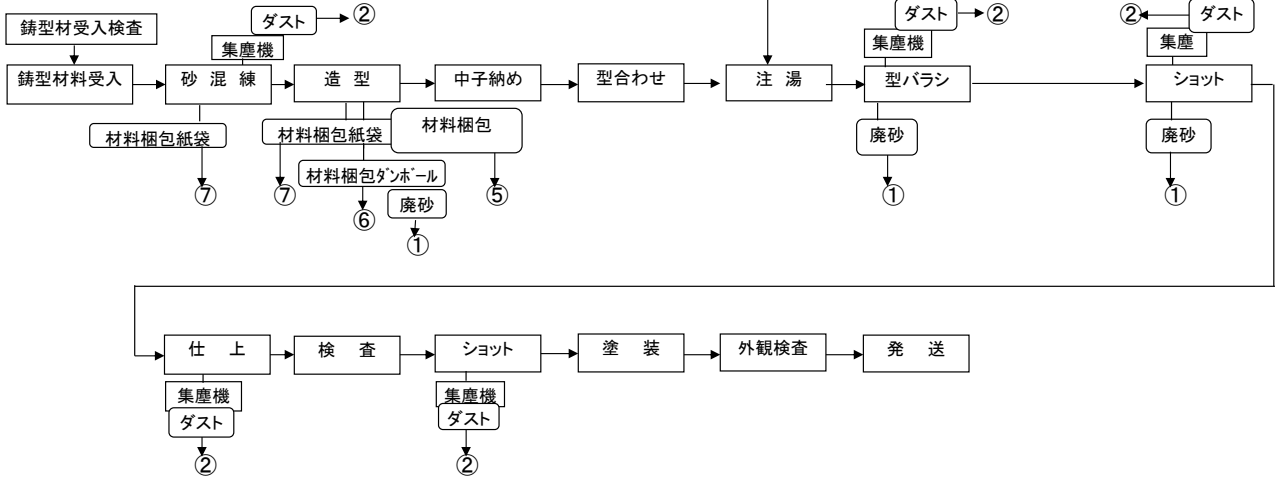 ダスト
②
ダスト
②
②
ダスト
鋳型材受入検査
集塵機
集塵機
集塵
鋳型材料受入
砂 混 練
造 型
中子納め
型合わせ
注 湯
型バラシ
ショット
材料梱包紙袋
材料梱包紙袋
材料梱包
廃砂
廃砂
材料梱包ﾀﾞﾝﾎﾞｰﾙ
⑦
⑦
⑤
①
①
廃砂
⑥
①
仕 上
検 査
ショット
塗 装
外観検査
発 送
集塵機
集塵機
ダスト
ダスト
②
②